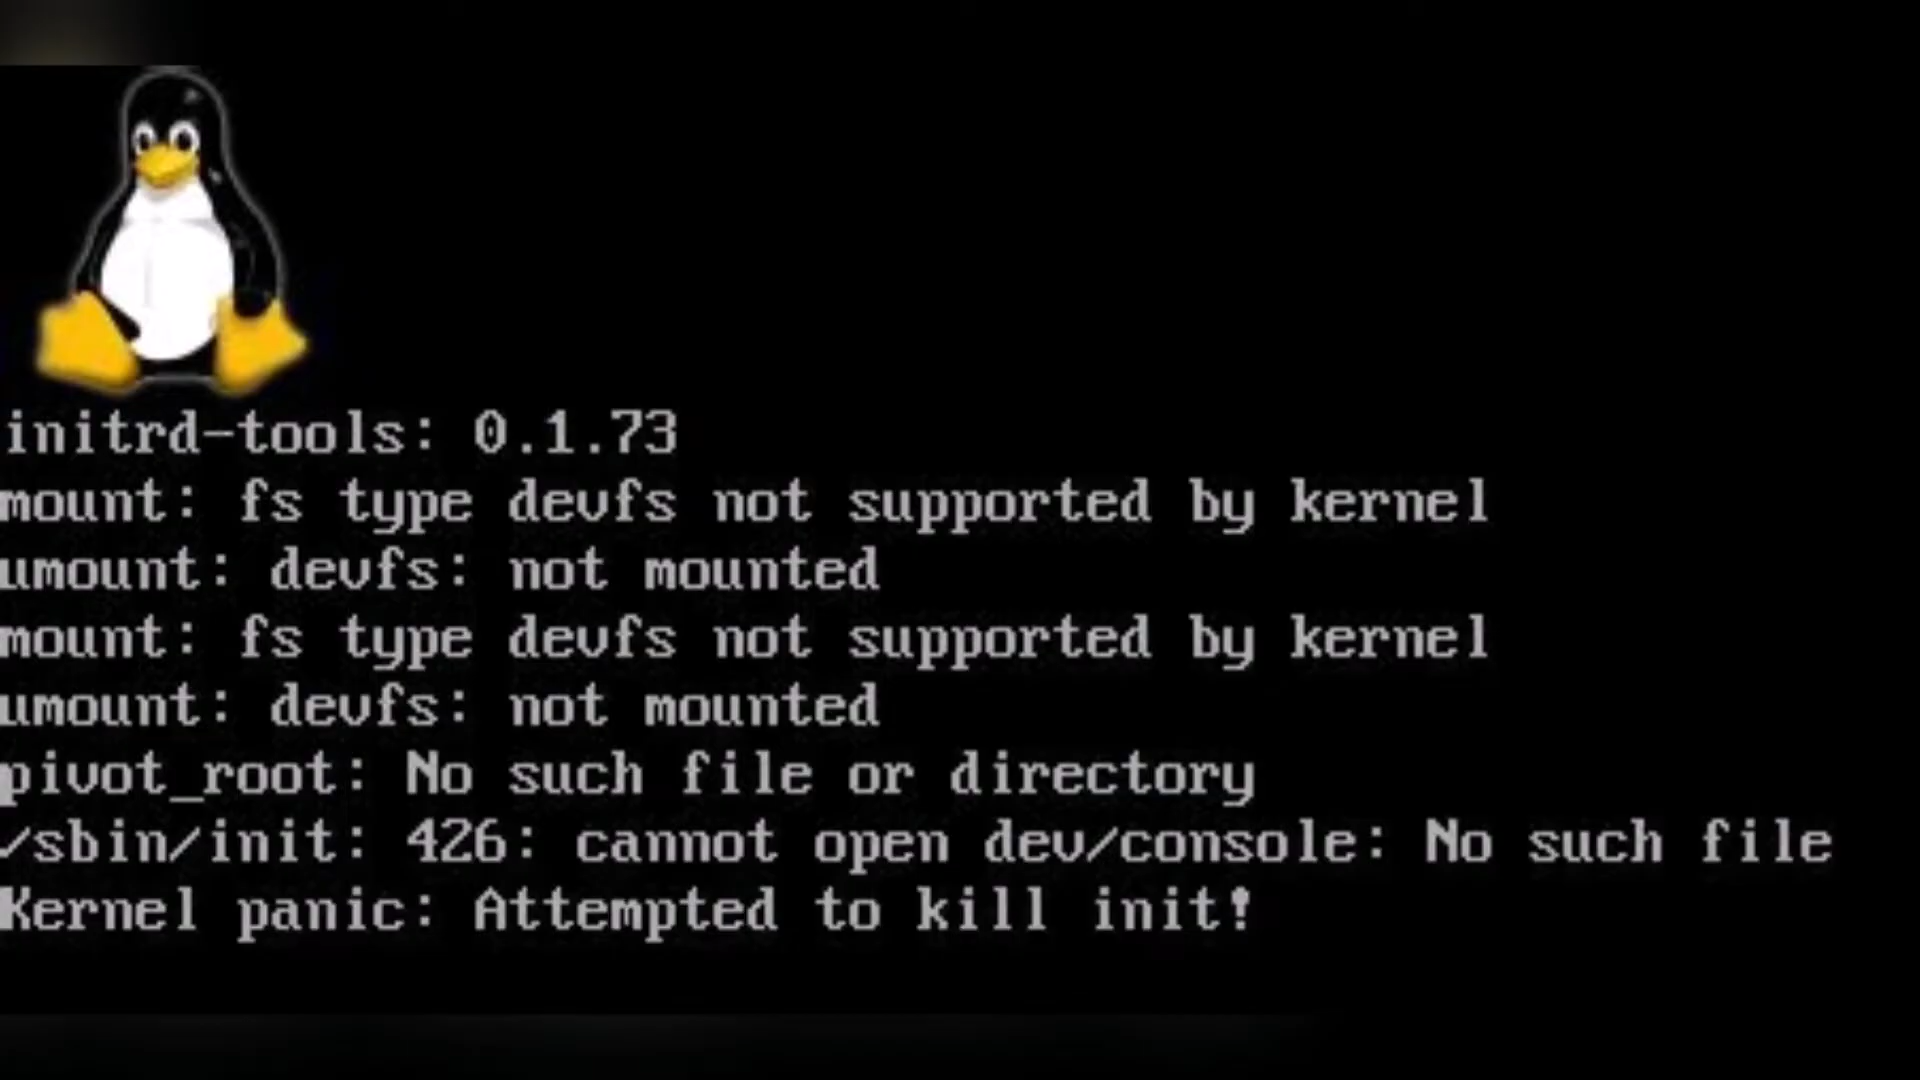 initrd-tools: 0.1.73
mount: fs type devfs not supported by kernel
umount: devfs: not mounted
mount: fs type devfs not supported by kernel
umount: devfs: not mounted
pivot_root: No such file or directory
/sbin/init: 426: cannot open dev/console: No such file
Kernel panic: Attempted to kill init!